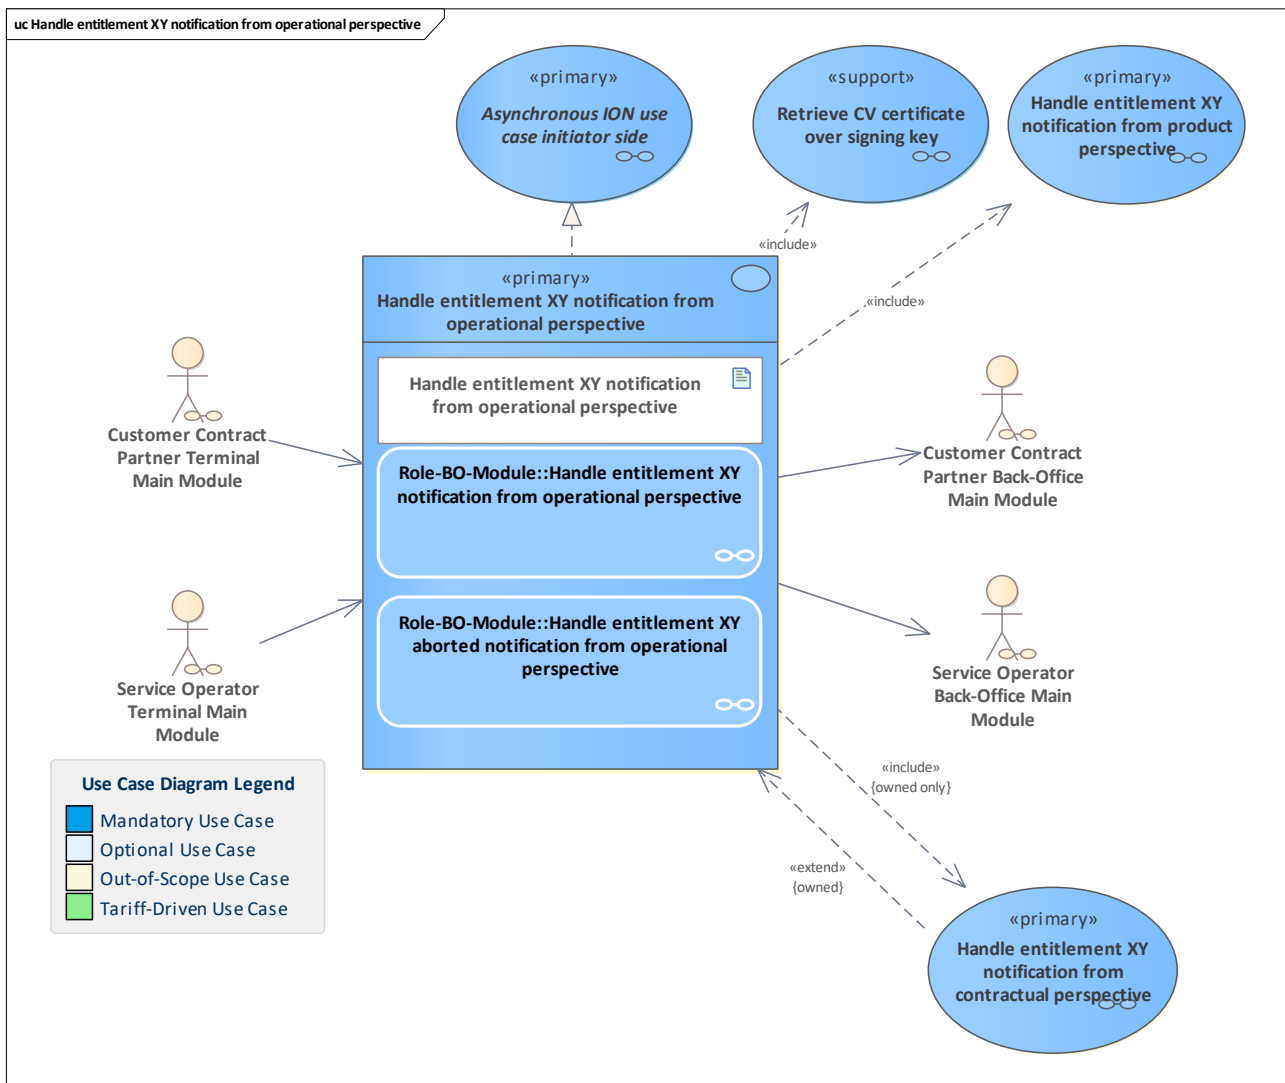 uc Handle entitlement XY notification from operational perspective
«primary»
Asynchronous ION use
case initiator side
«support»
Retrieve CV certificate
over signing key
«primary»
Handle entitlement XY
notification from product
perspective
«include»
«include»
«primary»
Handle entitlement XY notification from
operational perspective
Handle entitlement XY notification
from operational perspective
Role-BO-Module::Handle entitlement XY
notification from operational perspective
Role-BO-Module::Handle entitlement XY
aborted notification from operational
perspective
Customer Contract
Partner Terminal
Main Module
Customer Contract
Partner Back-Office
Main Module
Service Operator
Terminal Main
Module
Service Operator
Back-Office Main
Module
Use Case Diagram Legend
Mandatory Use Case
Optional Use Case
Out-of-Scope Use Case
Tariff-Driven Use Case
«include»
{owned only}
«extend»
{owned}
«primary»
Handle entitlement XY
notification from
contractual perspective